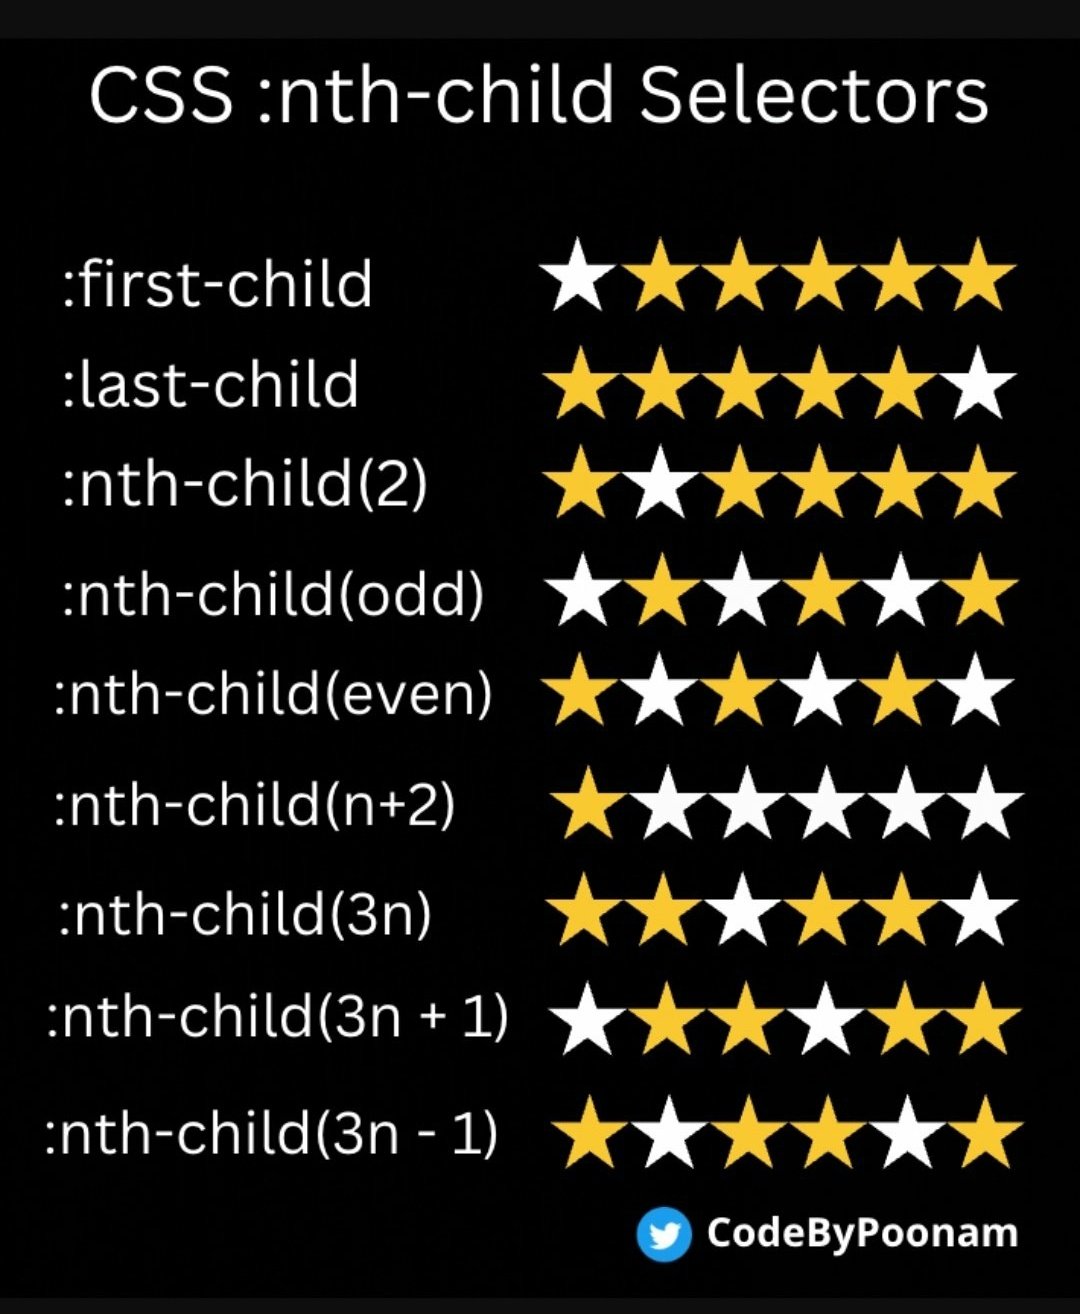 CSS :nth-child Selectors
:first-child
:last-child
:nth-child(2)
:nth-child(odd)
:nth-child(even)
:nth-child(n+2)
:nth-child(3n)
:nth-child(3n + 1)
:nth-child(3n - 1)
CodeByPoonam